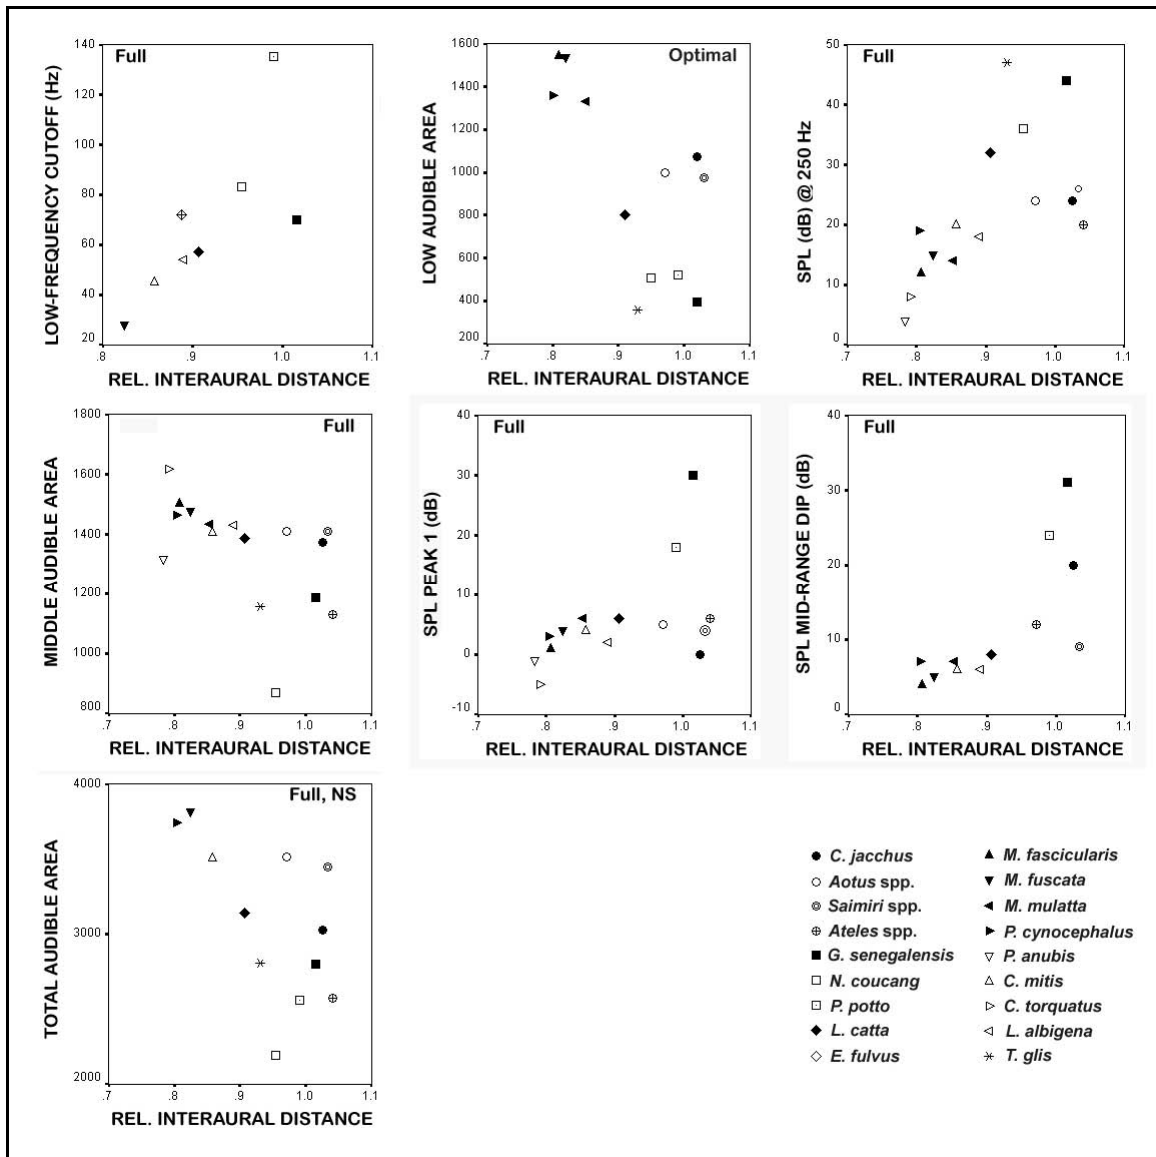 Full
LOW-FREQUENCY CUTOFF (Hz)
140
120
100
80
60
40
20
.8 .9 1.0 1.1
REL. INTERAURAL DISTANCE
Optimal
LOW AUDIBLE AREA
1600
1400
1200
1000
800
600
400
200
.7 .8 .9 1.0 1.1
REL. INTERAURAL DISTANCE
Full
SPL (dB) @ 250 Hz
50
40
30
20
10
0
.7 .8 .9 1.0 1.1
REL. INTERAURAL DISTANCE
Full
MIDDLE AUDIBLE AREA
1800
1600
1400
1200
1000
800
.7 .8 .9 1.0 1.1
REL. INTERAURAL DISTANCE
Full
SPL PEAK 1 (dB)
40
30
20
10
0
-10
.7 .8 .9 1.0 1.1
REL. INTERAURAL DISTANCE
Full
SPL MID-RANGE DIP (dB)
40
30
20
10
0
.7 .8 .9 1.0 1.1
REL. INTERAURAL DISTANCE
Full, NS
TOTAL AUDIBLE AREA
4000
3000
2000
.7 .8 .9 1.0 1.1
REL. INTERAURAL DISTANCE
C. jacchus
Aotus spp.
Saimiri spp.
Ateles spp.
G. senegalensis
N. coucang
P. potto
L. catta
E. fulvus
M. fascicularis
M. fuscata
M. mulatta
P. cynocephalus
P. anubis
C. mitis
C. torquatus
L. albigena
T. glis